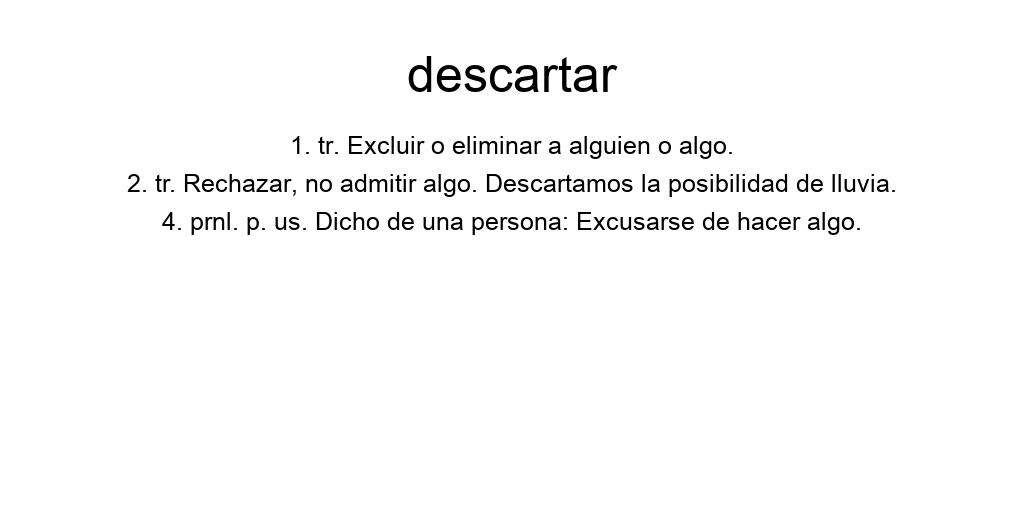 descartar
1. tr. Excluir o eliminar a alguien o algo.
2. tr. Rechazar, no admitir algo. Descartamos la posibilidad de lluvia.
4. prnl. p. us. Dicho de una persona: Excusarse de hacer algo.